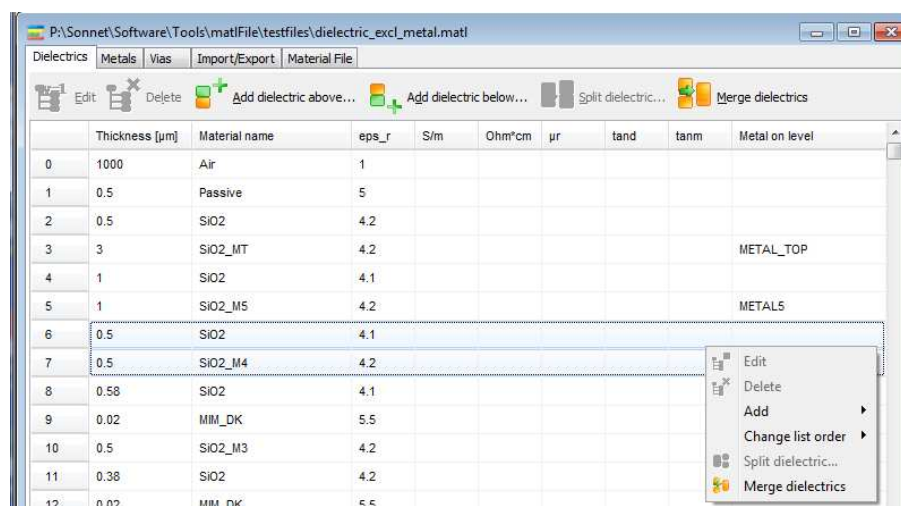 P:\Sonnet\Software\Tools\matlFile\testfiles\dielectric_excl_metal.matl
Dielectrics Metals Vias Import/Export Material File
Edit Delete Add dielectric above... Add dielectric below... Split dielectric... Merge dielectrics
Thickness [µm] Material name eps_r S/m Ohm*cm µr tand tanm Metal on level
0 1000 Air 1
1 0.5 Passive 5
2 0.5 SiO2 4.2
3 3 SiO2_MT 4.2 METAL_TOP
4 1 SiO2 4.1
5 1 SiO2_M5 4.2 METAL5
6 0.5 SiO2 4.1
7 0.5 SiO2_M4 4.2
8 0.58 SiO2 4.1
9 0.02 MIM_DK 5.5
10 0.5 SiO2_M3 4.2
11 0.38 SiO2 4.2
12 0.02 MIM_DK 5.5
Edit
Delete
Add
Change list order
Split dielectric...
Merge dielectrics